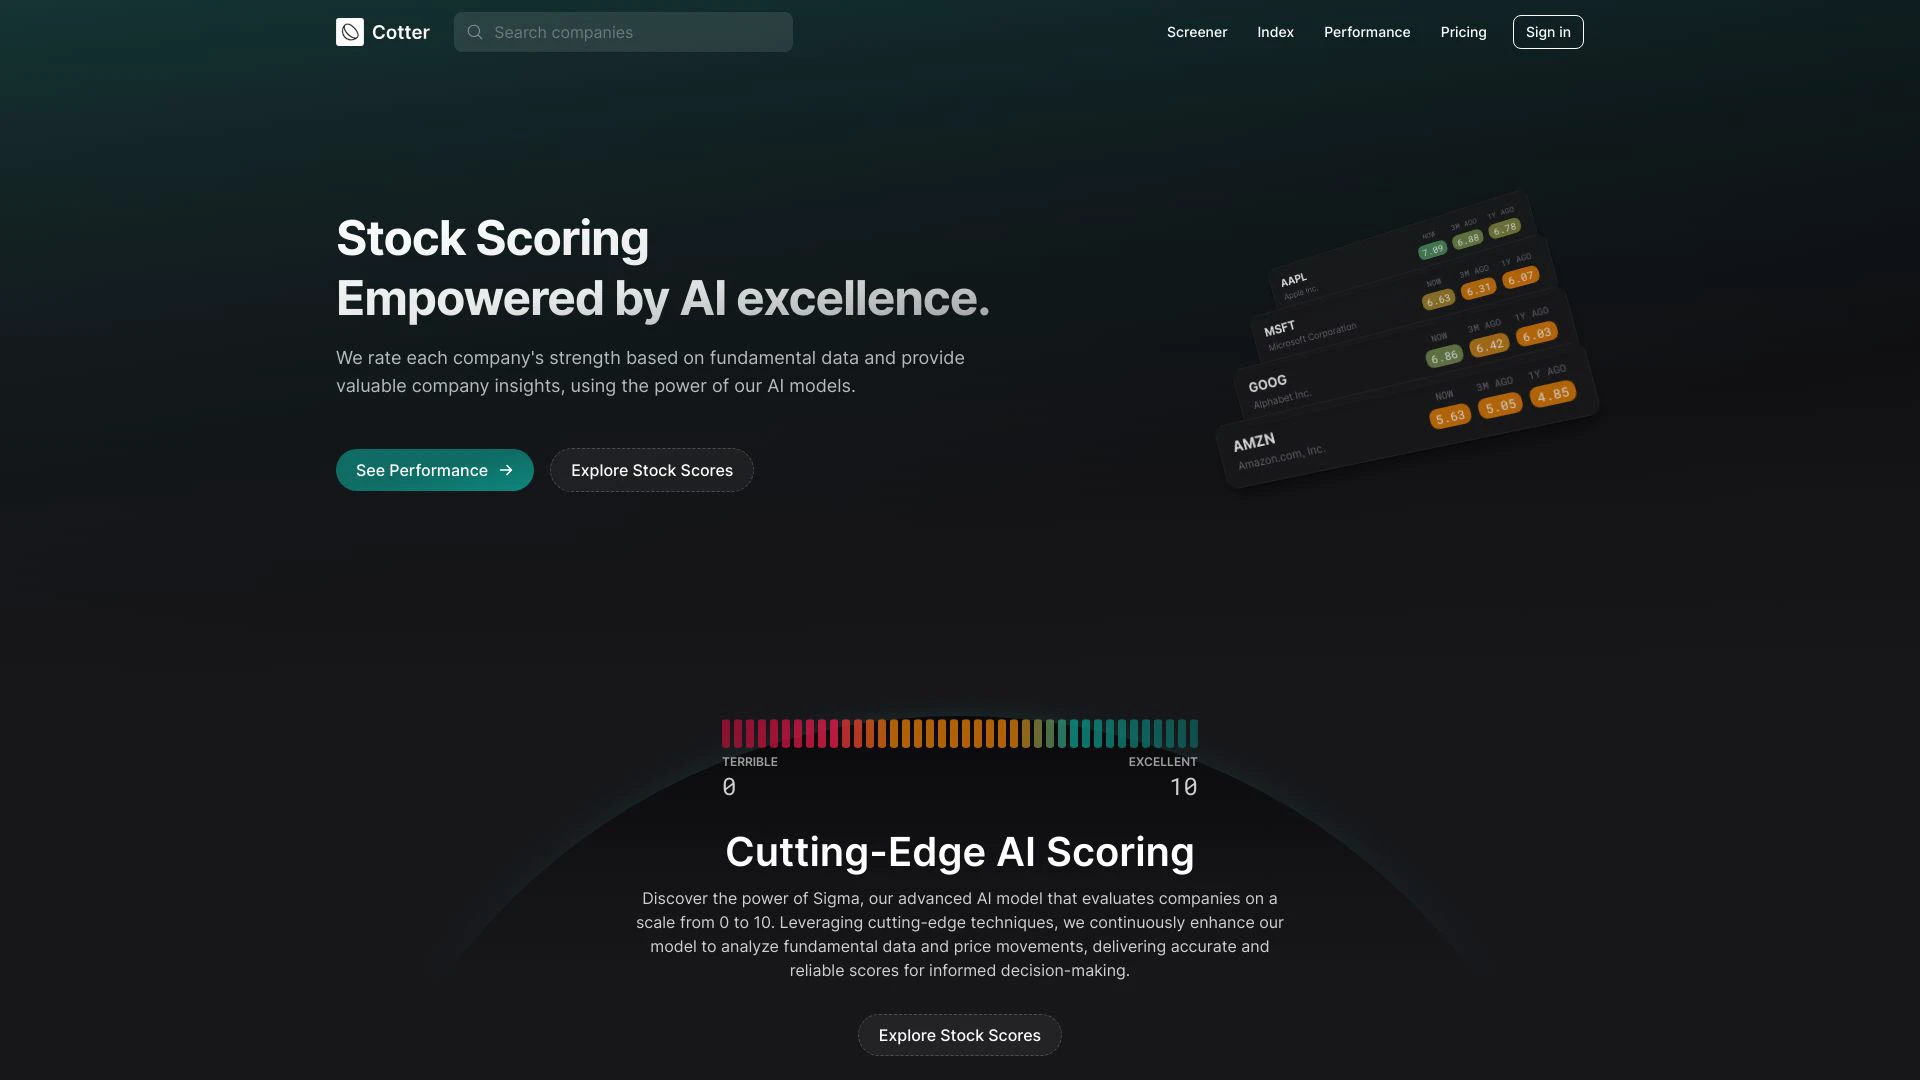 Cotter
Search companies
Screener
Index
Performance
Pricing
Sign in
Stock Scoring
Empowered by AI excellence.
We rate each company's strength based on fundamental data and provide
valuable company insights, using the power of our AI models.
See Performance →
Explore Stock Scores
AAPL
Apple Inc.
NOW 3M AGO 1Y AGO
7.09 6.88 6.78
MSFT
Microsoft Corporation
NOW 3M AGO 1Y AGO
6.63 6.31 6.07
GOOG
Alphabet Inc.
NOW 3M AGO 1Y AGO
6.86 6.42 6.03
AMZN
Amazon.com, Inc.
NOW 3M AGO 1Y AGO
5.63 5.05 4.85
TERRIBLE
EXCELLENT
0
10
Cutting-Edge AI Scoring
Discover the power of Sigma, our advanced AI model that evaluates companies on a
scale from 0 to 10. Leveraging cutting-edge techniques, we continuously enhance our
model to analyze fundamental data and price movements, delivering accurate and
reliable scores for informed decision-making.
Explore Stock Scores